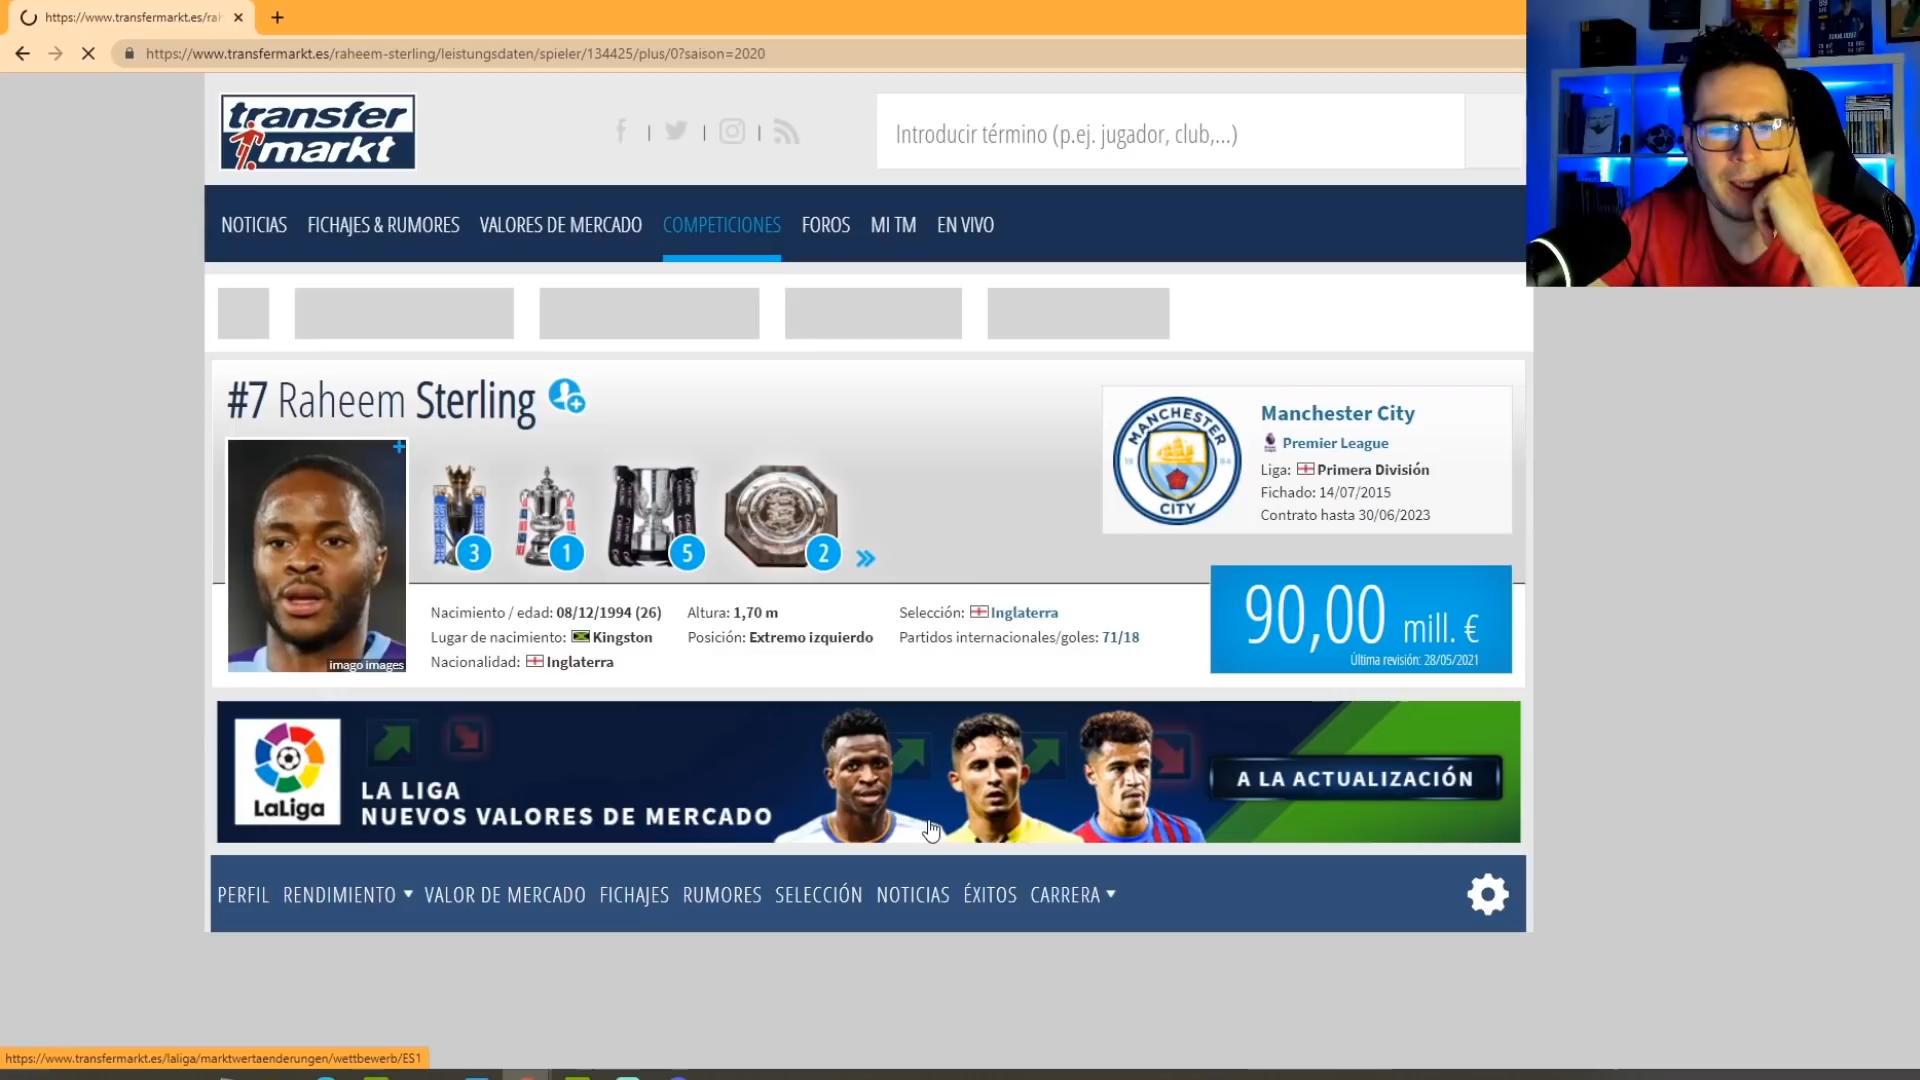 https://www.transfermarkt.es/ra
https://www.transfermarkt.es/raheem-sterling/leistungsdaten/spieler/134425/plus/0?saison=2020
transfer
markt
Introducir término (p.ej. jugador, club,...)
NOTICIAS FICHAJES & RUMORES VALORES DE MERCADO COMPETICIONES FOROS MI TM EN VIVO
#7 Raheem Sterling
Manchester City
Premier League
Liga: Primera División
Fichado: 14/07/2015
Contrato hasta 30/06/2023
MANCHESTER
18 94
CITY
3 1 5 2
Nacimiento / edad: 08/12/1994 (26)
Lugar de nacimiento: Kingston
Nacionalidad: Inglaterra
Altura: 1,70 m
Posición: Extremo izquierdo
Selección: Inglaterra
Partidos internacionales/goles: 71/18
90,00 mill. €
Última revisión: 28/05/2021
imago images
LaLiga
LA LIGA
NUEVOS VALORES DE MERCADO
A LA ACTUALIZACIÓN
PERFIL RENDIMIENTO VALOR DE MERCADO FICHAJES RUMORES SELECCIÓN NOTICIAS ÉXITOS CARRERA
https://www.transfermarkt.es/laliga/marktwertaenderungen/wettbewerb/ES1